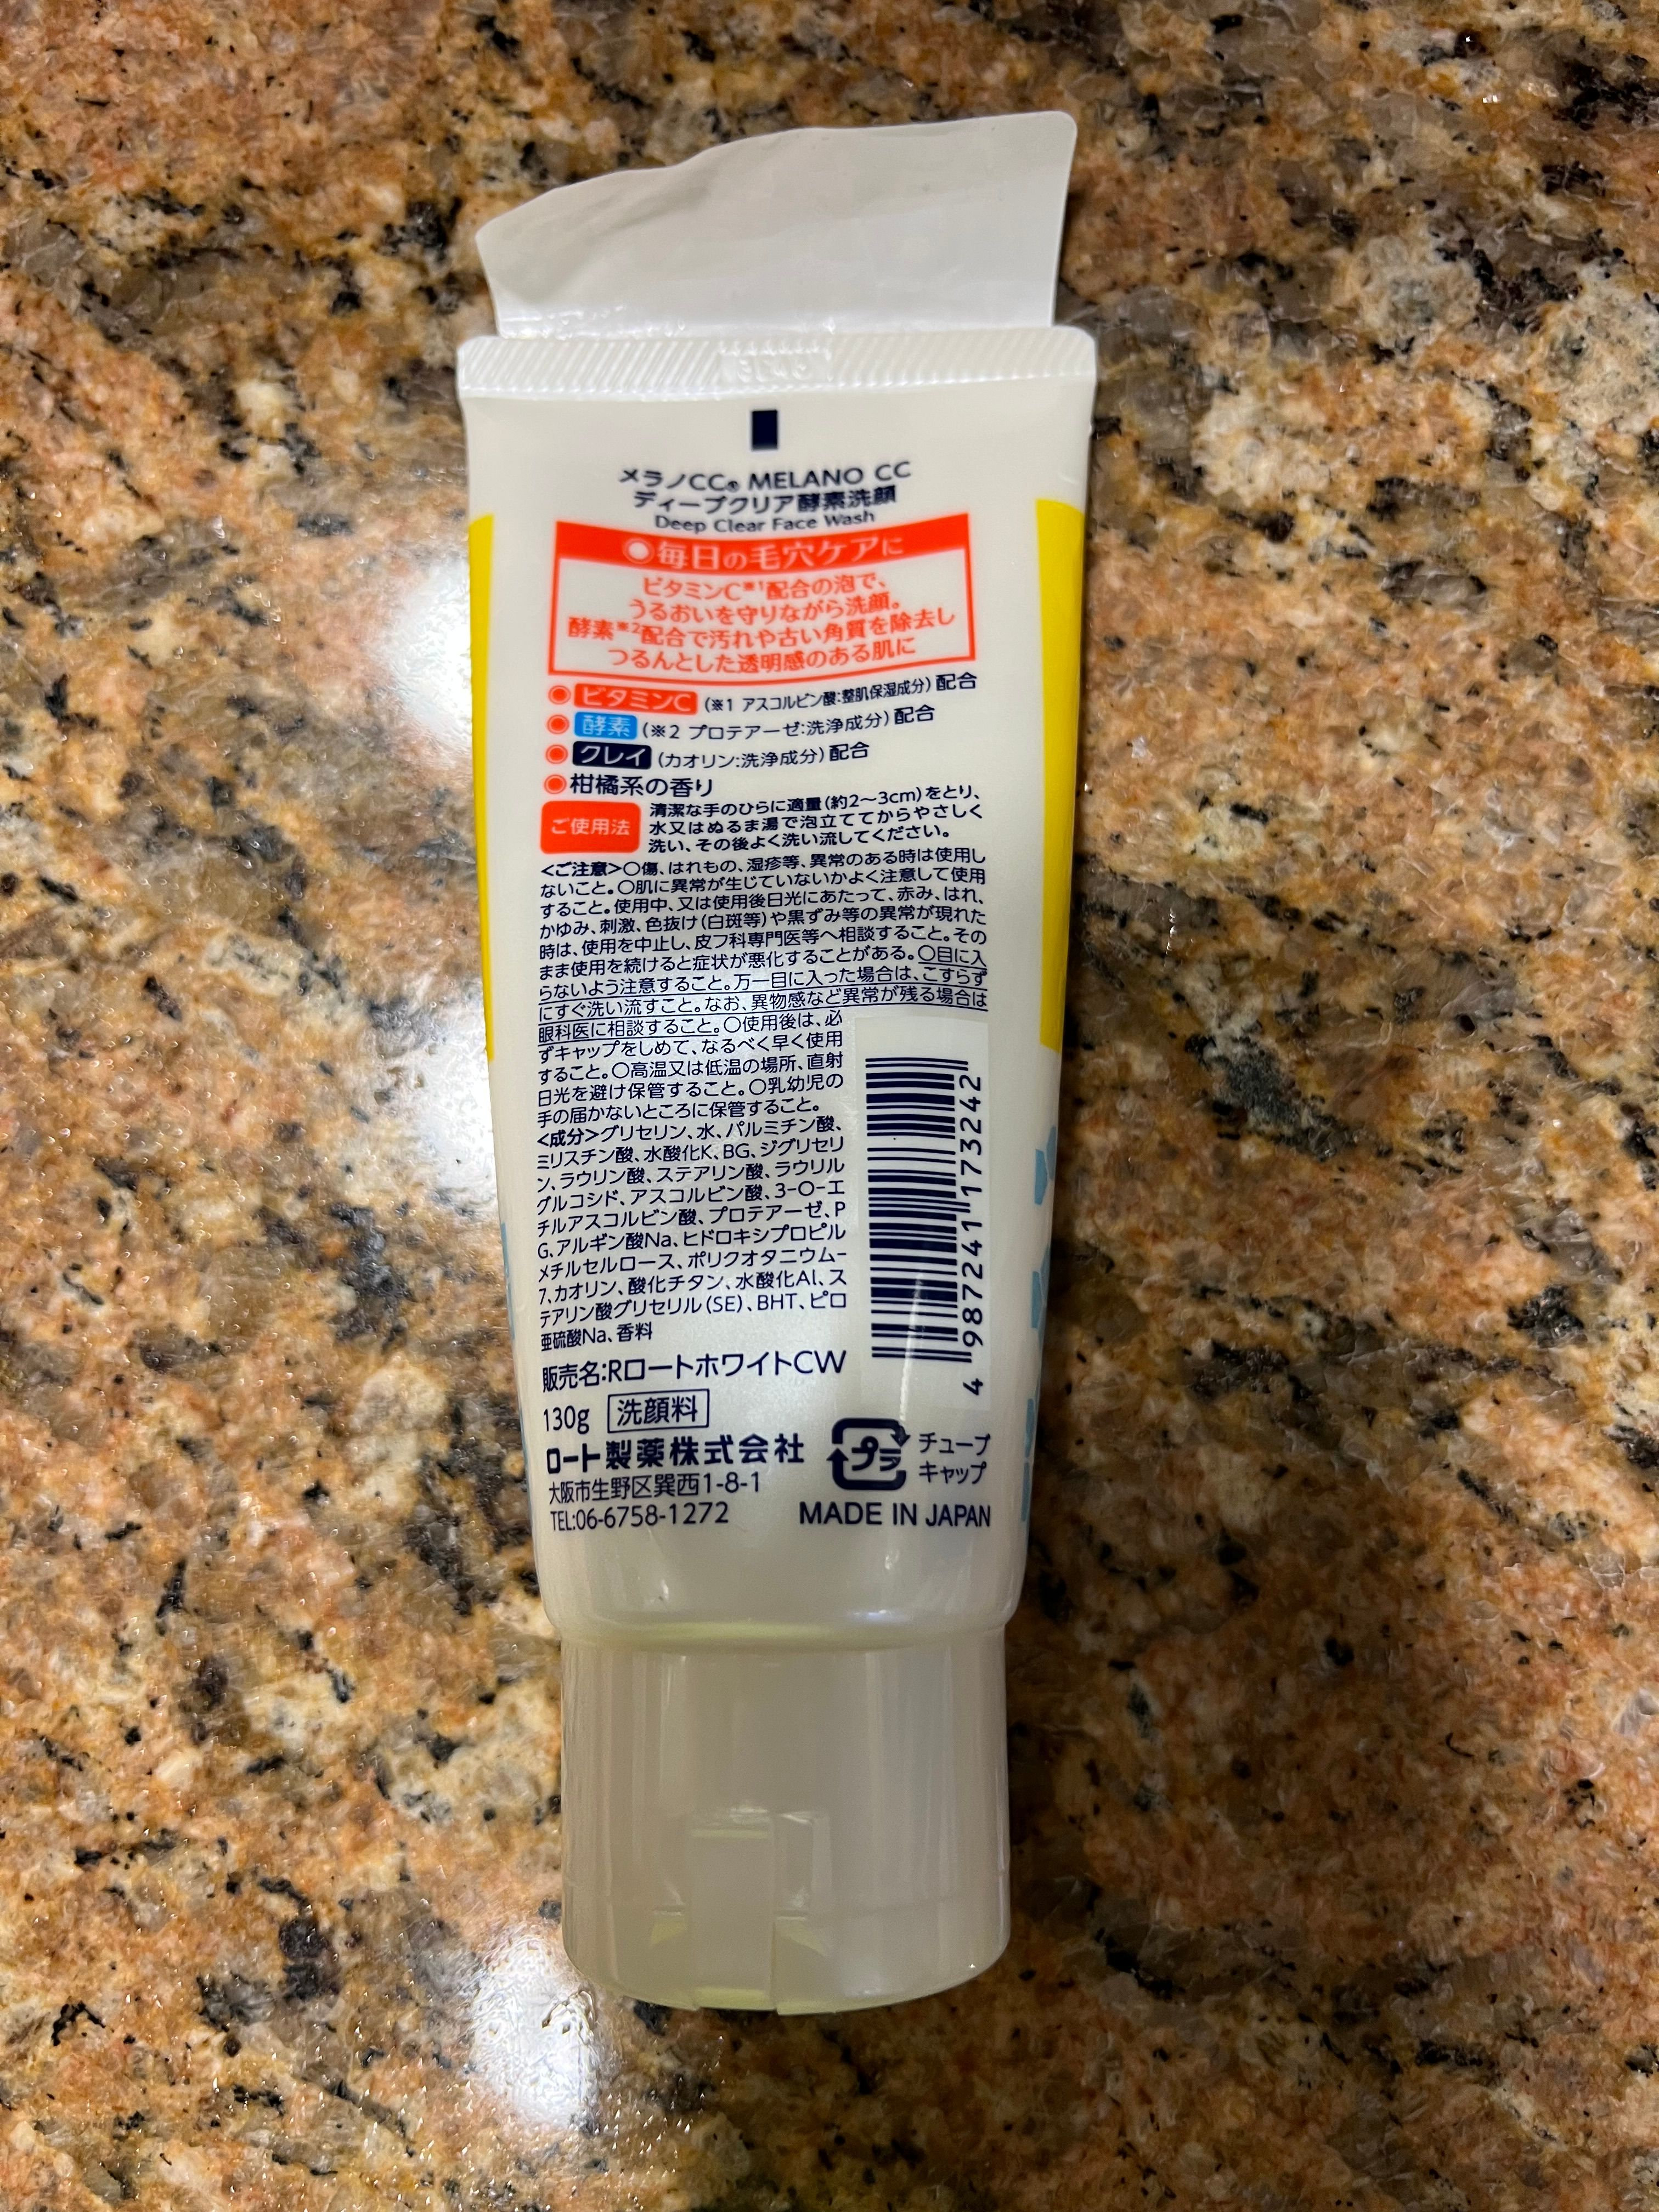 メラノCC® MELANO CC
ディープクリア酵素洗顔
Deep Clear Face Wash
◉毎日の毛穴ケアに
ビタミンC※1配合の泡で、
うるおいを守りながら洗顔。
酵素※2配合で汚れや古い角質を除去し
つるんとした透明感のある肌に
◉ビタミンC(※1 アスコルビン酸:整肌保湿成分)配合
◉酵素(※2 プロテアーゼ:洗浄成分)配合
◉クレイ(カオリン:洗浄成分)配合
◉柑橘系の香り
ご使用法
清潔な手のひらに適量(約2〜3cm)をとり、
水又はぬるま湯で泡立ててからやさしく
洗い、その後よく洗い流してください。
<ご注意>〇傷、はれもの、湿疹等、異常のある時は使用し
ないこと。〇肌に異常が生じていないかよく注意して使用
すること。使用中、又は使用後日光にあたって、赤み、はれ、
かゆみ、刺激、色抜け(白斑等)や黒ずみ等の異常が現れた
時は、使用を中止し、皮フ科専門医等へ相談すること。その
まま使用を続けると症状が悪化することがある。〇目に入
らないよう注意すること。万一目に入った場合は、こすらず
にすぐ洗い流すこと。なお、異物感など異常が残る場合は
眼科医に相談すること。〇使用後は、必
ずキャップをしめて、なるべく早く使用
すること。〇高温又は低温の場所、直射
日光を避け保管すること。〇乳幼児の
手の届かないところに保管すること。
<成分>グリセリン、水、パルミチン酸、
ミリスチン酸、水酸化K、BG、ジグリセリ
ン、ラウリン酸、ステアリン酸、ラウリル
グルコシド、アスコルビン酸、3-O-エ
チルアスコルビン酸、プロテアーゼ、P
G、アルギン酸Na、ヒドロキシプロピル
メチルセルロース、ポリクオタニウム-
7、カオリン、酸化チタン、水酸化Al、ス
テアリン酸グリセリル(SE)、BHT、ピロ
亜硫酸Na、香料
4 987241 173242
販売名:RロートホワイトCW
130g 洗顔料
ロート製薬株式会社
大阪市生野区巽西1-8-1
TEL:06-6758-1272
プラ
チューブ
キャップ
MADE IN JAPAN